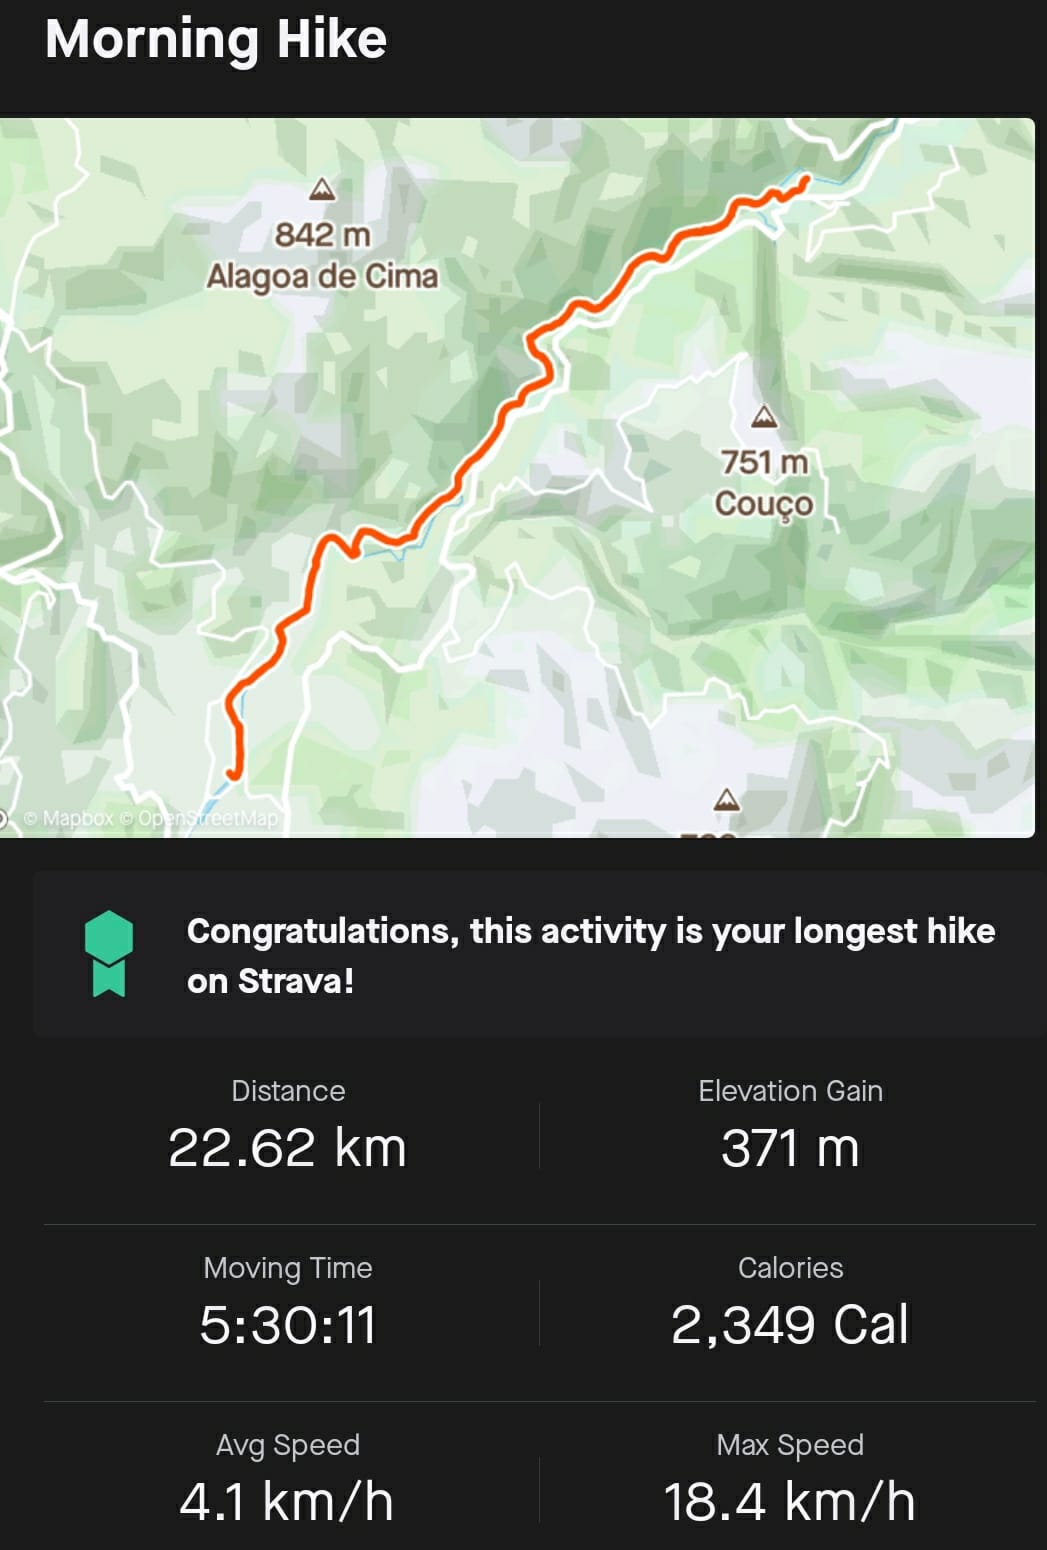 Morning Hike
842 m
Alagoa de Cima
751 m
Couço
© Mapbox © OpenStreetMap
Congratulations, this activity is your longest hike
on Strava!
Distance
Elevation Gain
22.62 km
371 m
Moving Time
Calories
5:30:11
2,349 Cal
Avg Speed
Max Speed
4.1 km/h
18.4 km/h